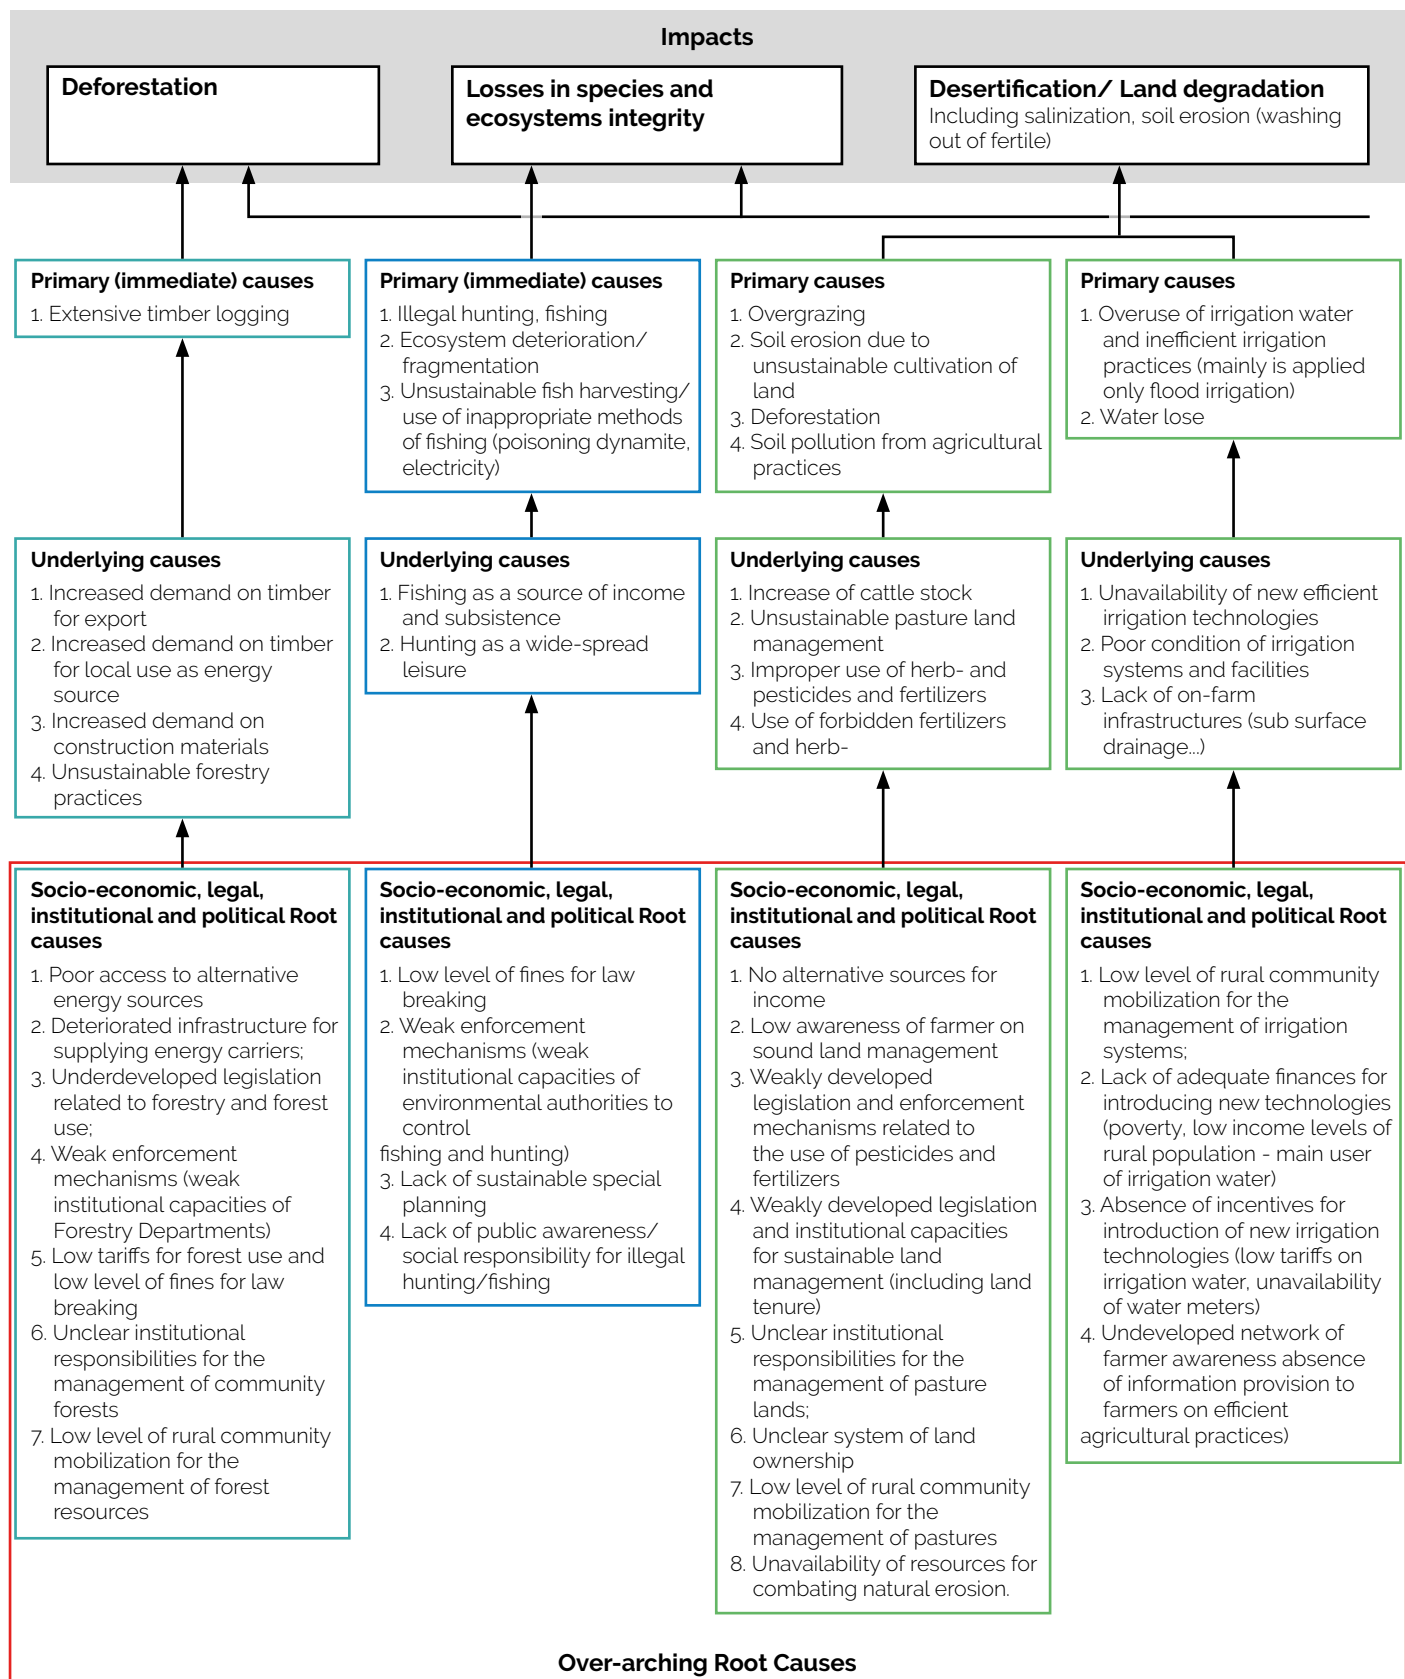 Impacts
Deforestation
Losses in species and
ecosystems integrity
Desertification/ Land degradation
Including salinization, soil erosion (washing
out of fertile)
Primary (immediate) causes
1. Extensive timber logging
Primary (immediate) causes
1. Illegal hunting, fishing
2. Ecosystem deterioration/
fragmentation
3. Unsustainable fish harvesting/
use of inappropriate methods
of fishing (poisoning dynamite,
electricity)
Primary causes
1. Overgrazing
2. Soil erosion due to
unsustainable cultivation of
land
3. Deforestation
4. Soil pollution from agricultural
practices
Primary causes
1. Overuse of irrigation water
and inefficient irrigation
practices (mainly is applied
only flood irrigation)
2. Water lose
Underlying causes
1. Increased demand on timber
for export
2. Increased demand on timber
for local use as energy
source
3. Increased demand on
construction materials
4. Unsustainable forestry
practices
Underlying causes
1. Fishing as a source of income
and subsistence
2. Hunting as a wide-spread
leisure
Underlying causes
1. Increase of cattle stock
2. Unsustainable pasture land
management
3. Improper use of herb- and
pesticides and fertilizers
4. Use of forbidden fertilizers
and herb-
Underlying causes
1. Unavailability of new efficient
irrigation technologies
2. Poor condition of irrigation
systems and facilities
3. Lack of on-farm
infrastructures (sub surface
drainage...)
Socio-economic, legal,
institutional and political Root
causes
1. Poor access to alternative
energy sources
2. Deteriorated infrastructure for
supplying energy carriers;
3. Underdeveloped legislation
related to forestry and forest
use;
4. Weak enforcement
mechanisms (weak
institutional capacities of
Forestry Departments)
5. Low tariffs for forest use and
low level of fines for law
breaking
6. Unclear institutional
responsibilities for the
management of community
forests
7. Low level of rural community
mobilization for the
management of forest
resources
Socio-economic, legal,
institutional and political Root
causes
1. Low level of fines for law
breaking
2. Weak enforcement
mechanisms (weak
institutional capacities of
environmental authorities to
control
fishing and hunting)
3. Lack of sustainable special
planning
4. Lack of public awareness/
social responsibility for illegal
hunting/fishing
Socio-economic, legal,
institutional and political Root
causes
1. No alternative sources for
income
2. Low awareness of farmer on
sound land management
3. Weakly developed
legislation and enforcement
mechanisms related to
the use of pesticides and
fertilizers
4. Weakly developed legislation
and institutional capacities
for sustainable land
management (including land
tenure)
5. Unclear institutional
responsibilities for the
management of pasture
lands;
6. Unclear system of land
ownership
7. Low level of rural community
mobilization for the
management of pastures
8. Unavailability of resources for
combating natural erosion.
Socio-economic, legal,
institutional and political Root
causes
1. Low level of rural community
mobilization for the
management of irrigation
systems;
2. Lack of adequate finances for
introducing new technologies
(poverty, low income levels of
rural population - main user
of irrigation water)
3. Absence of incentives for
introduction of new irrigation
technologies (low tariffs on
irrigation water, unavailability
of water meters)
4. Undeveloped network of
farmer awareness absence
of information provision to
farmers on efficient
agricultural practices)
Over-arching Root Causes